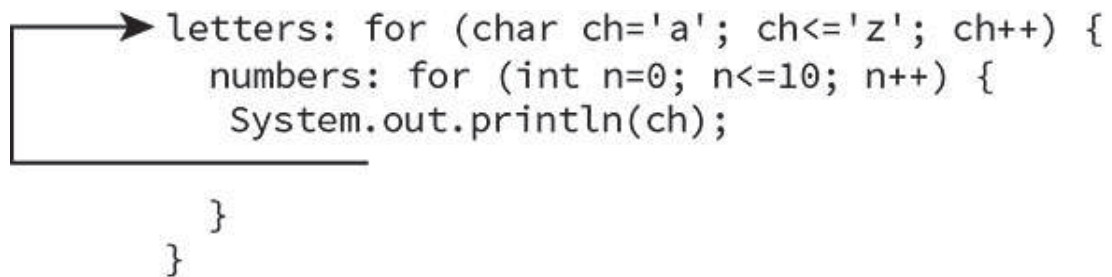 letters: for (char ch='a'; ch<='z'; ch++) {
numbers: for (int n=0; n<=10; n++) {
System.out.println(ch);
}
}